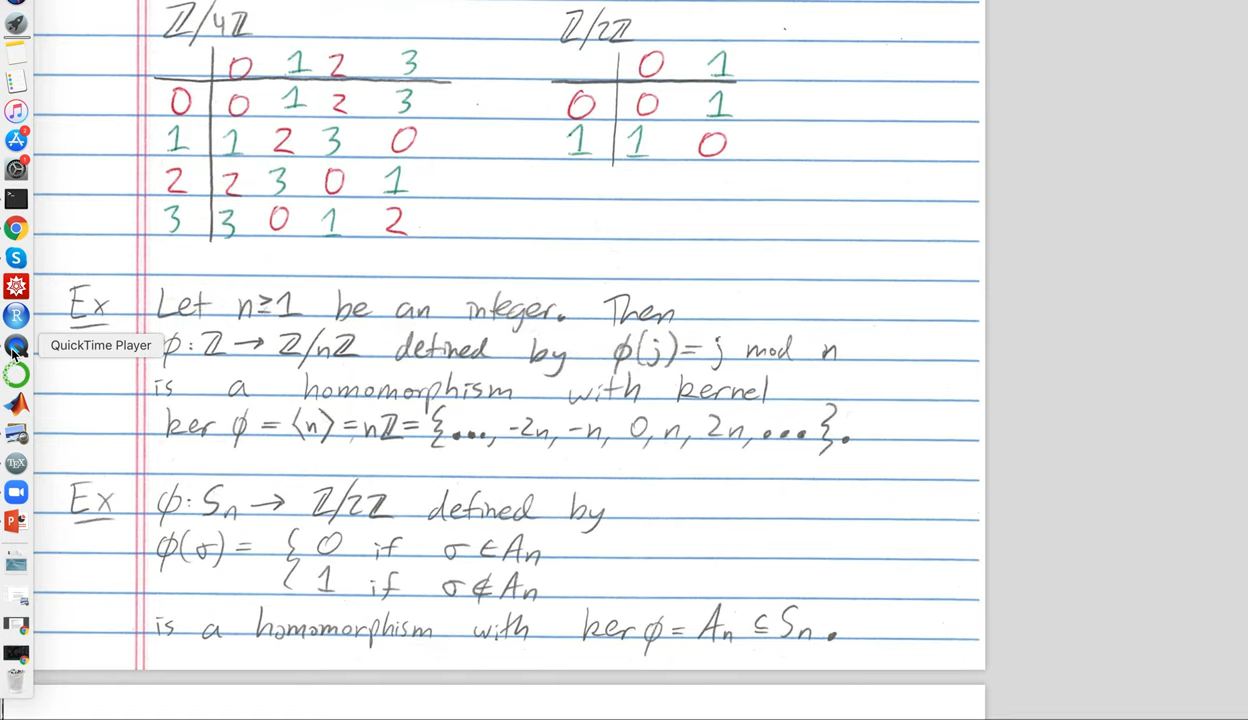 ℤ/4ℤ
0 1 2 3
0 0 1 2 3
1 1 2 3 0
2 2 3 0 1
3 3 0 1 2
ℤ/2ℤ
0 1
0 0 1
1 1 0
Ex Let n≥1 be an integer. Then
QuickTime Player
ϕ: ℤ → ℤ/nℤ defined by ϕ(j)=j mod n
is a homomorphism with kernel
ker ϕ = ⟨n⟩ = nℤ = {..., -2n, -n, 0, n, 2n, ...}.
Ex ϕ: Sn → ℤ/2ℤ defined by
ϕ(σ) = { 0 if σ ∈ An
{ 1 if σ ∉ An
is a homomorphism with ker ϕ = An ⊆ Sn.
TEX